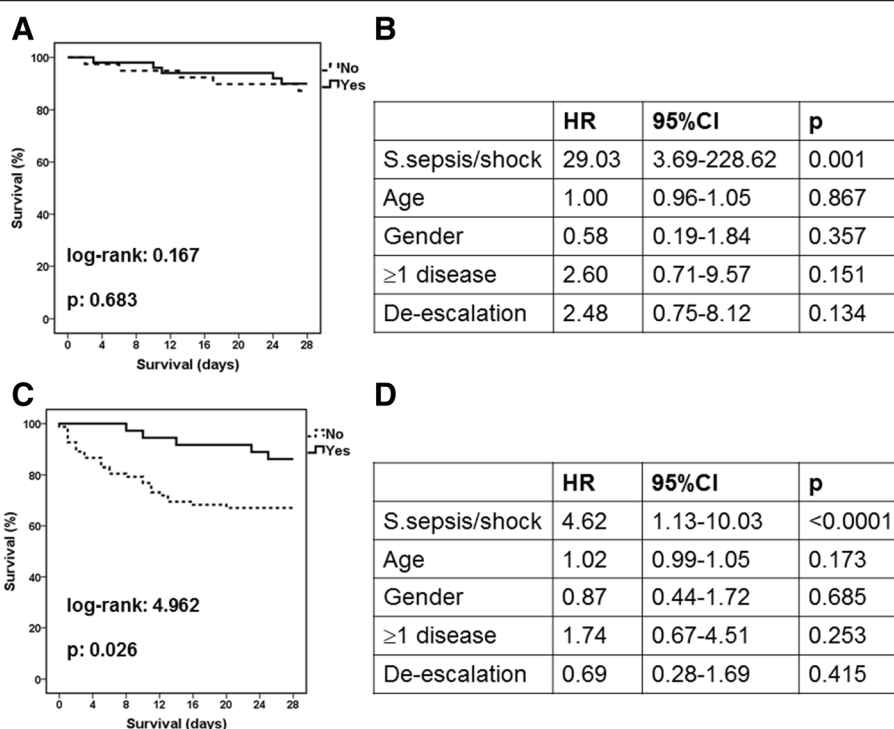 A
B
100
80
60
40
20
0
Survival (%)
No
Yes
log-rank: 0.167
p: 0.683
0 4 8 12 16 20 24 28
Survival (days)
HR 95%CI p
S.sepsis/shock 29.03 3.69-228.62 0.001
Age 1.00 0.96-1.05 0.867
Gender 0.58 0.19-1.84 0.357
≥1 disease 2.60 0.71-9.57 0.151
De-escalation 2.48 0.75-8.12 0.134
C
D
100
80
60
40
20
0
Survival (%)
No
Yes
log-rank: 4.962
p: 0.026
0 4 8 12 16 20 24 28
Survival (days)
HR 95%CI p
S.sepsis/shock 4.62 1.13-10.03 <0.0001
Age 1.02 0.99-1.05 0.173
Gender 0.87 0.44-1.72 0.685
≥1 disease 1.74 0.67-4.51 0.253
De-escalation 0.69 0.28-1.69 0.415